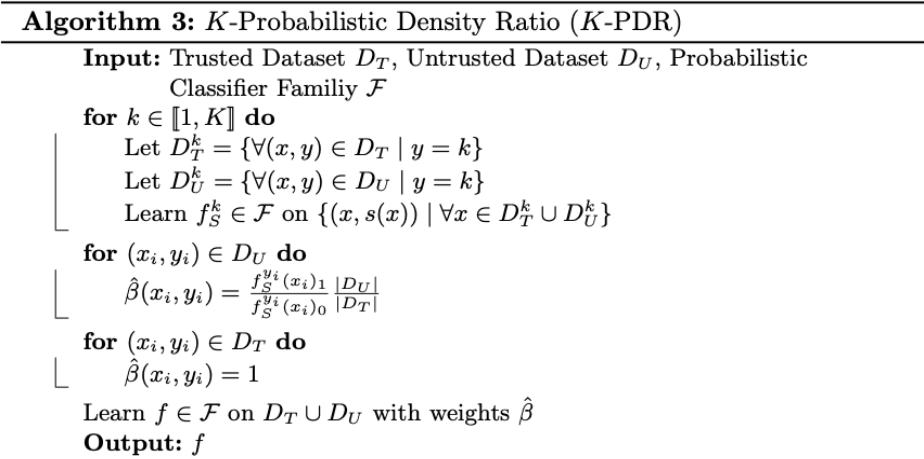 Algorithm 3: K-Probabilistic Density Ratio (K-PDR)
Input: Trusted Dataset D_T, Untrusted Dataset D_U, Probabilistic
Classifier Familiy ℱ
for k ∈ ⟦1, K⟧ do
Let D_T^k = {∀(x, y) ∈ D_T | y = k}
Let D_U^k = {∀(x, y) ∈ D_U | y = k}
Learn f_S^k ∈ ℱ on {(x, s(x)) | ∀x ∈ D_T^k ∪ D_U^k}
for (x_i, y_i) ∈ D_U do
β̂(x_i, y_i) = \frac{f_S^{y_i}(x_i)_1}{f_S^{y_i}(x_i)_0} \frac{|D_U|}{|D_T|}
for (x_i, y_i) ∈ D_T do
β̂(x_i, y_i) = 1
Learn f ∈ ℱ on D_T ∪ D_U with weights β̂
Output: f